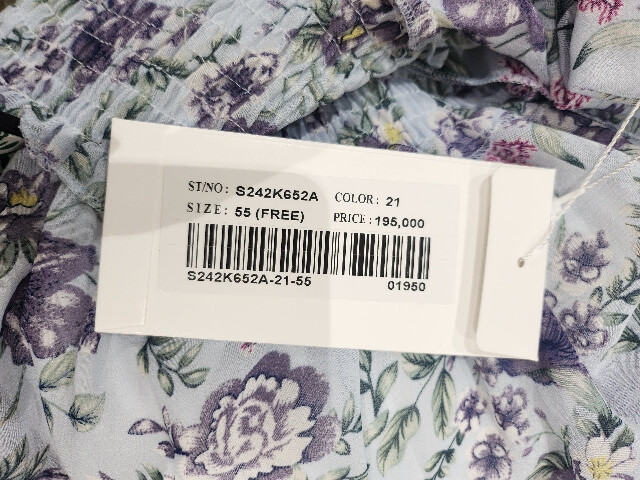 ST/NO: S242K652A COLOR: 21
SIZE: 55 (FREE) PRICE: 195,000
S242K652A-21-55 01950